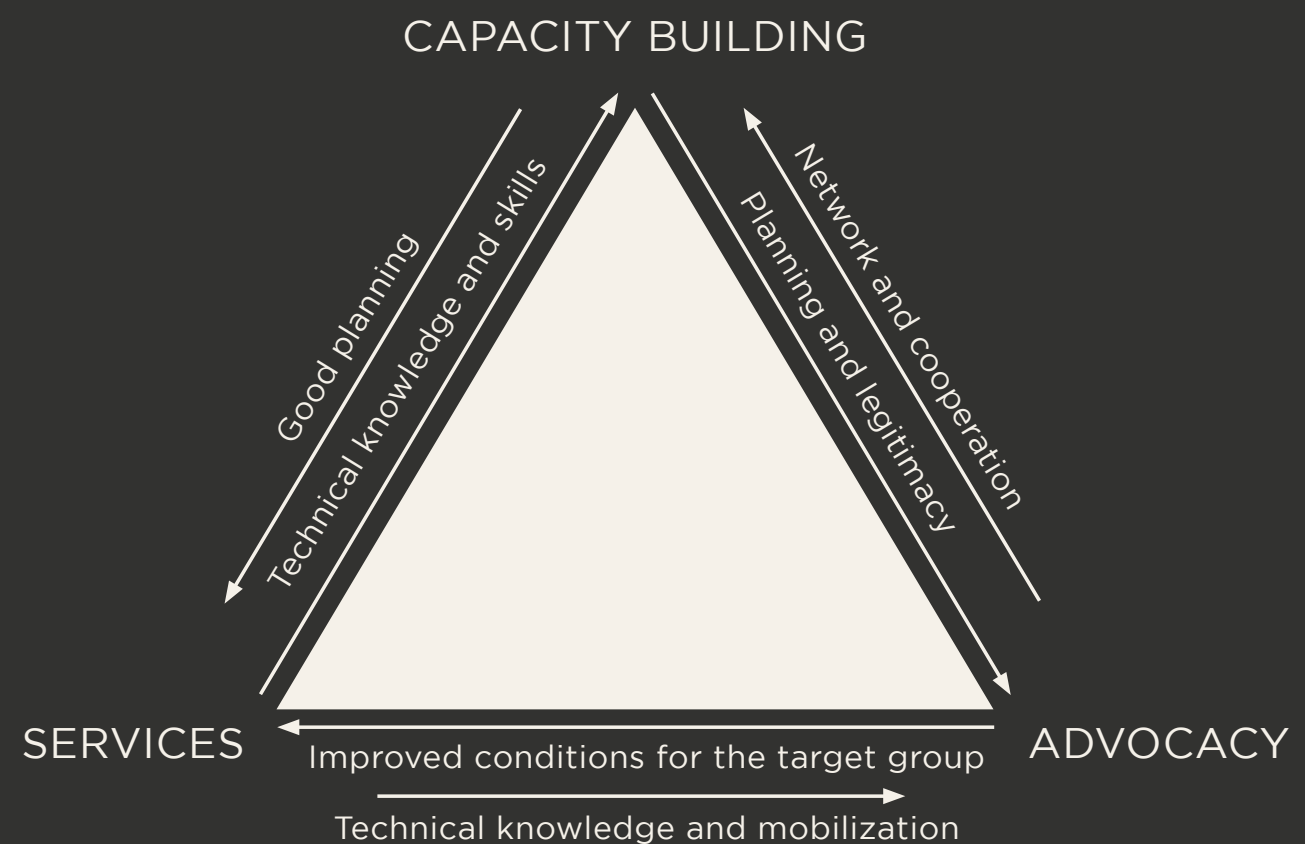 CAPACITY BUILDING
Good planning
Technical knowledge and skills
Planning and legitimacy
Network and cooperation
SERVICES
ADVOCACY
Improved conditions for the target group
Technical knowledge and mobilization